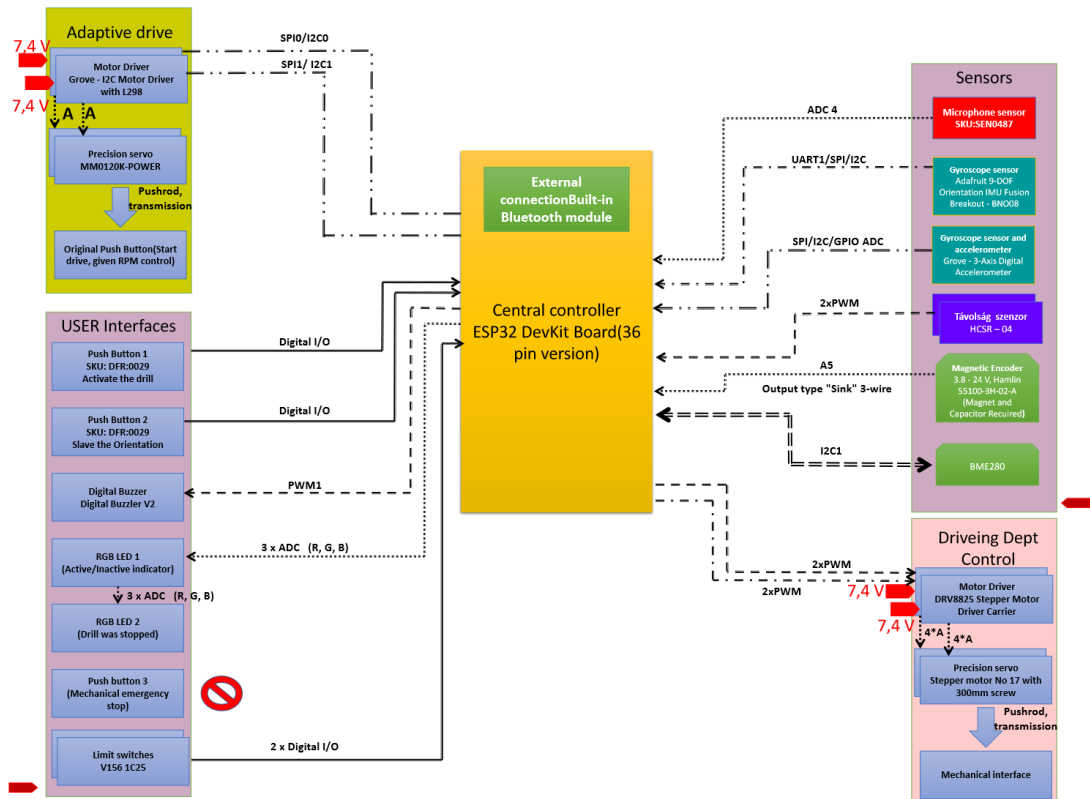 Adaptive drive
7,4 V
Motor Driver
Grove - I2C Motor Driver
with L298
7,4 V
A
A
Precision servo
MM0120K-POWER
Pushrod,
transmission
Original Push Button(Start
drive, given RPM control)
SPI0/I2C0
SPI1/ I2C1
USER Interfaces
Push Button 1
SKU: DFR:0029
Activate the drill
Digital I/O
Push Button 2
SKU: DFR:0029
Slave the Orientation
Digital I/O
Digital Buzzer
Digital Buzzler V2
PWM1
RGB LED 1
(Active/Inactive indicator)
3 x ADC (R, G, B)
3 x ADC (R, G, B)
RGB LED 2
(Drill was stopped)
Push button 3
(Mechanical emergency
stop)
Limit switches
V156 1C25
2 x Digital I/O
External
connectionBuilt-in
Bluetooth module
Central controller
ESP32 DevKit Board(36
pin version)
Sensors
ADC 4
Microphone sensor
SKU:SEN0487
UART1/SPI/I2C
Gyroscope sensor
Adafruit 9-DOF
Orientation IMU Fusion
Breakout - BNO08
SPI/I2C/GPIO ADC
Gyroscope sensor and
accelerometer
Grove - 3-Axis Digital
Accelerometer
2xPWM
Távolság szenzor
HCSR – 04
A5
Output type "Sink" 3-wire
Magnetic Encoder
3.8 - 24 V, Hamlin
55100-3H-02-A
(Magnet and
Capacitor Recuired)
I2C1
BME280
Driveing Dept
Control
2xPWM
2xPWM
7,4 V
Motor Driver
DRV8825 Stepper Motor
Driver Carrier
7,4 V
4*A
4*A
Precision servo
Stepper motor No 17 with
300mm screw
Pushrod,
transmission
Mechanical interface